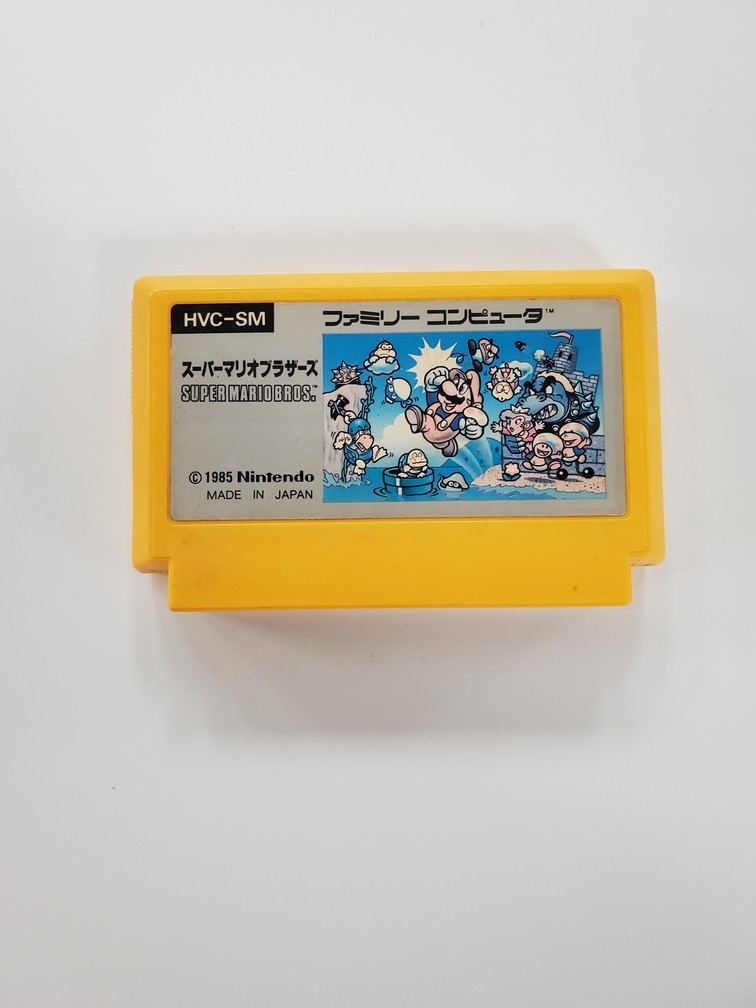 HVC-SM
ファミリー コンピュータ™
スーパーマリオブラザーズ
SUPER MARIO BROS.™
© 1985 Nintendo
MADE IN JAPAN